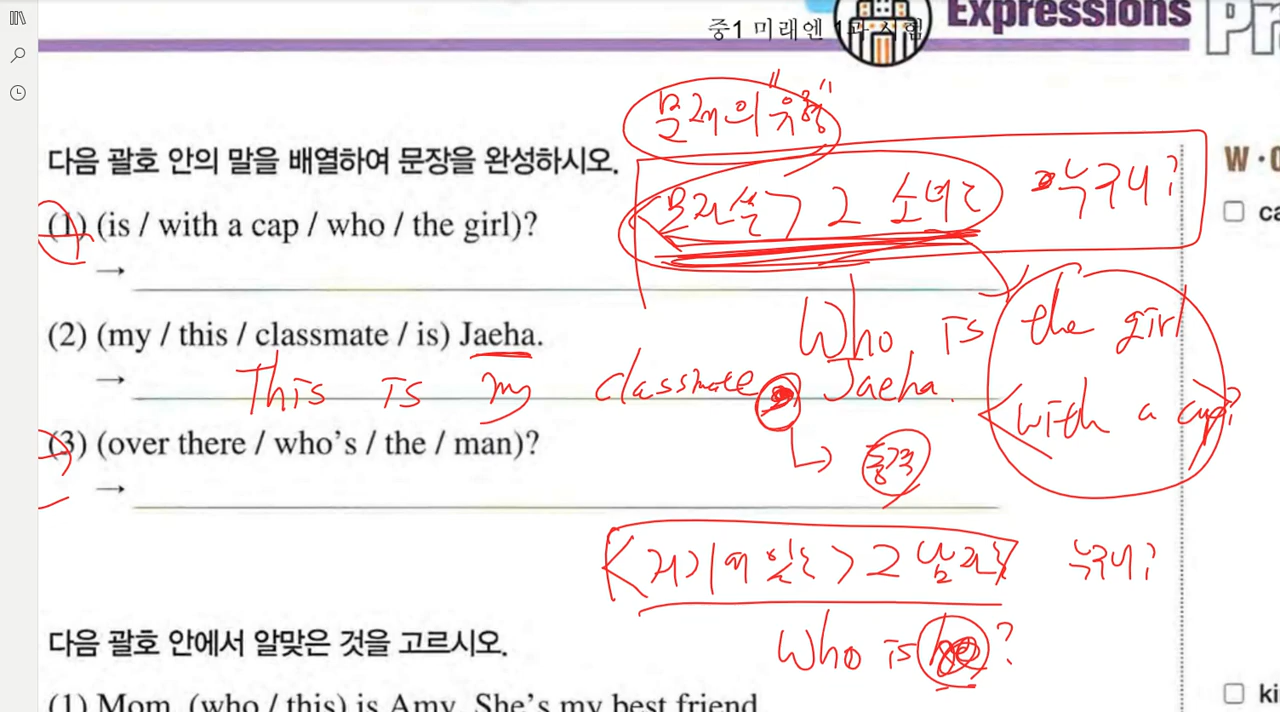 Expressions
중1 미래엔 1과 시험
문제의 "유형"
다음 괄호 안의 말을 배열하여 문장을 완성하시오.
<모자쓴> 그 소녀는 누구니?
W·O
(1) (is / with a cap / who / the girl)?
ca
→
Who is the girl
<with a cap>?
(2) (my / this / classmate / is) Jaeha.
→ This is my classmate, Jaeha.
→ 동격
(3) (over there / who's / the / man)?
→
<저기에 있는> 그 남자는 누구니?
Who is he?
다음 괄호 안에서 알맞은 것을 고르시오.
(1) Mom, (who / this) is Amy. She's my best friend.
ki